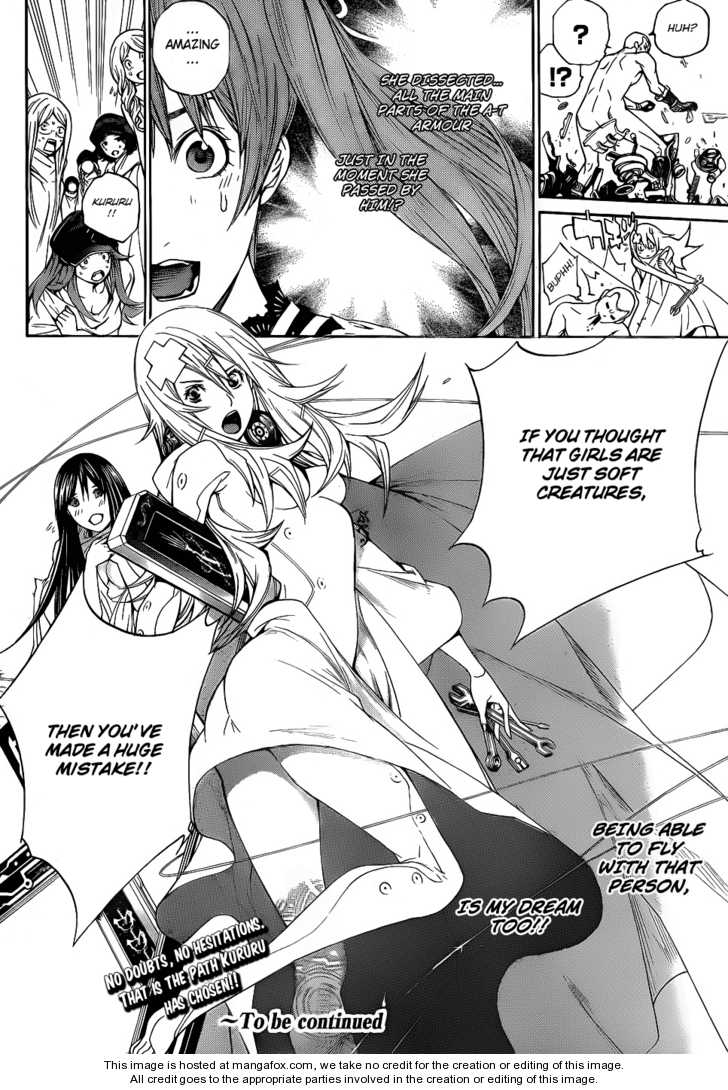 HUH?
?
!?
BUPHH!
SHE DISSECTED...
ALL THE MAIN
PARTS OF THE A-T
ARMOUR
JUST IN THE
MOMENT SHE
PASSED BY
HIM!?
...
AMAZING
...
KURURU
!!
IF YOU THOUGHT
THAT GIRLS ARE
JUST SOFT
CREATURES,
THEN YOU'VE
MADE A HUGE
MISTAKE!!
BEING ABLE
TO FLY
WITH THAT
PERSON,
IS MY DREAM
TOO!!
NO DOUBTS, NO HESITATIONS.
THAT IS THE PATH KURURU
HAS CHOSEN!!
~To be continued
This image is hosted at mangafox.com, we take no credit for the creation or editing of this image.
All credit goes to the appropriate parties involved in the creation or editing of this image.